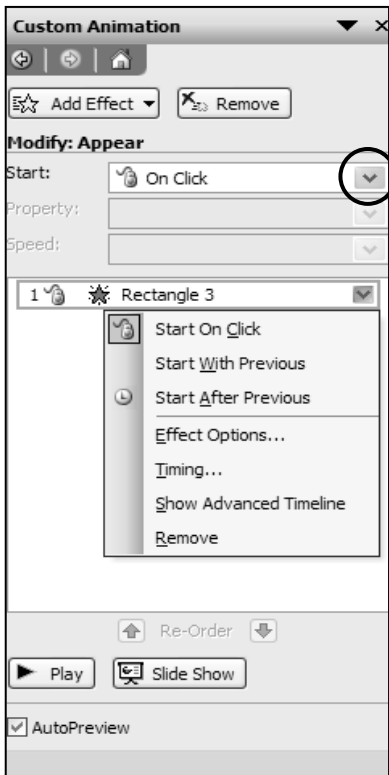 Custom Animation
Add Effect Remove
Modify: Appear
Start: On Click
Property:
Speed:
1 Rectangle 3
Start On Click
Start With Previous
Start After Previous
Effect Options...
Timing...
Show Advanced Timeline
Remove
Re-Order
Play Slide Show
AutoPreview